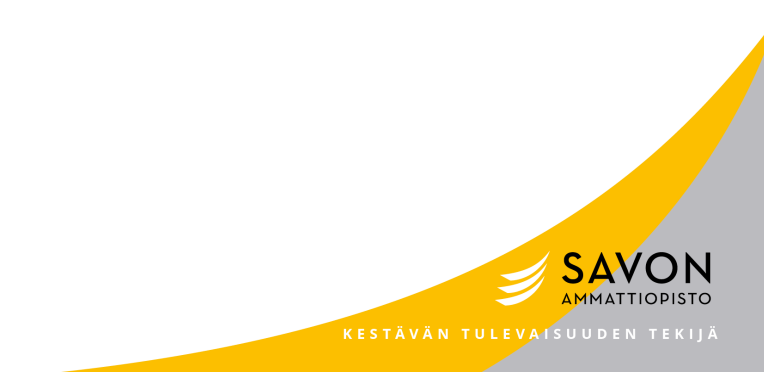 SAVON
AMMATTIOPISTO
KESTÄVÄN TULEVAISUUDEN TEKIJÄ